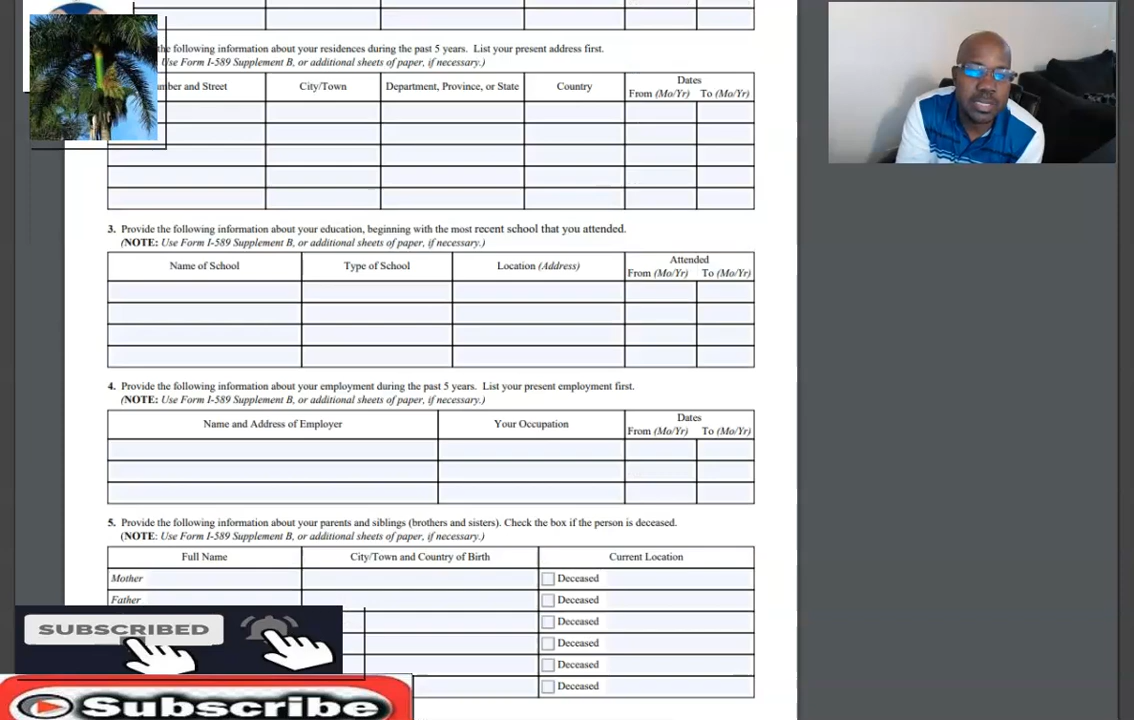 he following information about your residences during the past 5 years. List your present address first.
Use Form I-589 Supplement B, or additional sheets of paper, if necessary.)
mber and Street City/Town Department, Province, or State Country Dates
From (Mo/Yr) To (Mo/Yr)
3. Provide the following information about your education, beginning with the most recent school that you attended.
(NOTE: Use Form I-589 Supplement B, or additional sheets of paper, if necessary.)
Name of School Type of School Location (Address) Attended
From (Mo/Yr) To (Mo/Yr)
4. Provide the following information about your employment during the past 5 years. List your present employment first.
(NOTE: Use Form I-589 Supplement B, or additional sheets of paper, if necessary.)
Name and Address of Employer Your Occupation Dates
From (Mo/Yr) To (Mo/Yr)
5. Provide the following information about your parents and siblings (brothers and sisters). Check the box if the person is deceased.
(NOTE: Use Form I-589 Supplement B, or additional sheets of paper, if necessary.)
Full Name City/Town and Country of Birth Current Location
Mother Deceased
Father Deceased
Deceased
Deceased
Deceased
Deceased
SUBSCRIBED
Subscribe